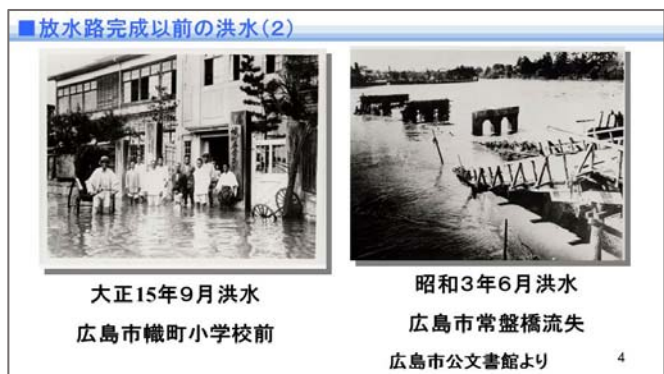 ■放水路完成以前の洪水(2)
大正15年9月洪水
広島市幟町小学校前
昭和3年6月洪水
広島市常盤橋流失
広島市公文書館より
4